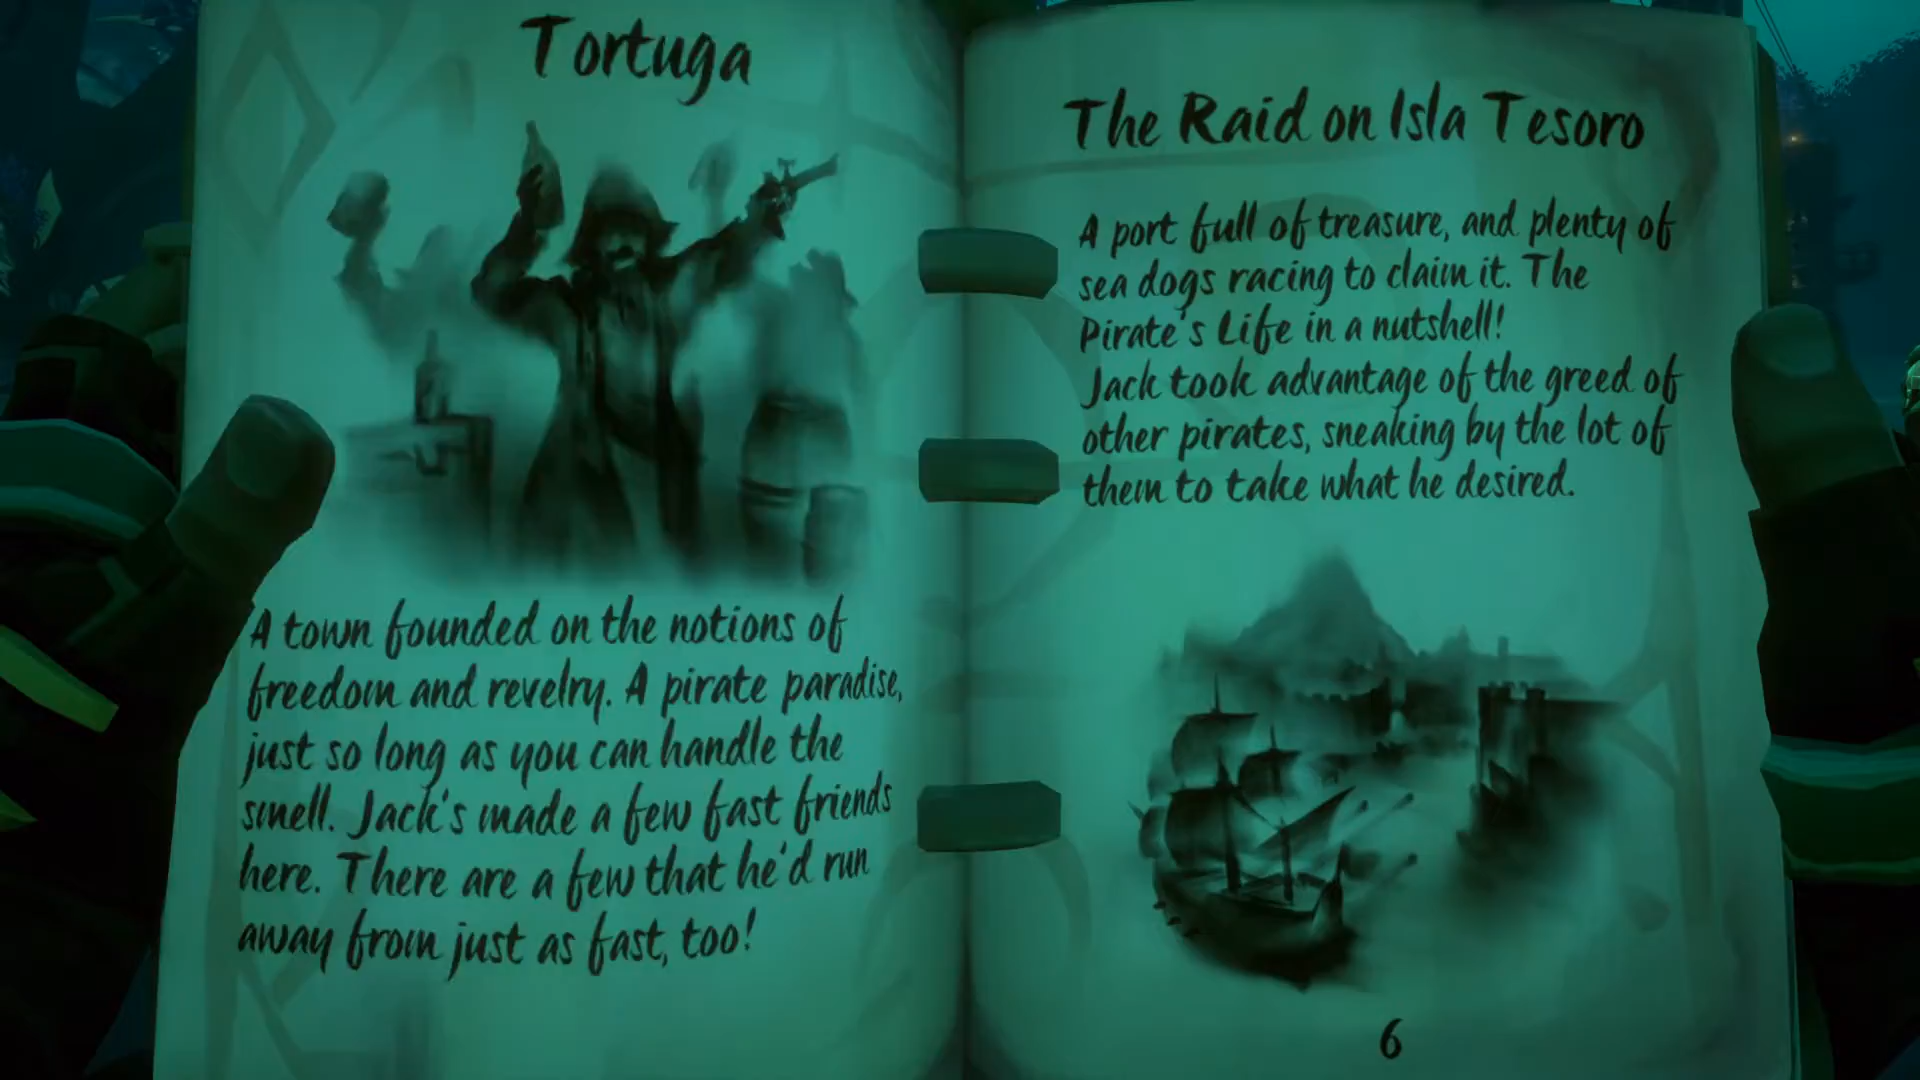 Tortuga
A town founded on the notions of
freedom and revelry. A pirate paradise,
just so long as you can handle the
smell. Jack's made a few fast friends
here. There are a few that he'd run
away from just as fast, too!
The Raid on Isla Tesoro
A port full of treasure, and plenty of
sea dogs racing to claim it. The
Pirate's Life in a nutshell!
Jack took advantage of the greed of
other pirates, sneaking by the lot of
them to take what he desired.
6